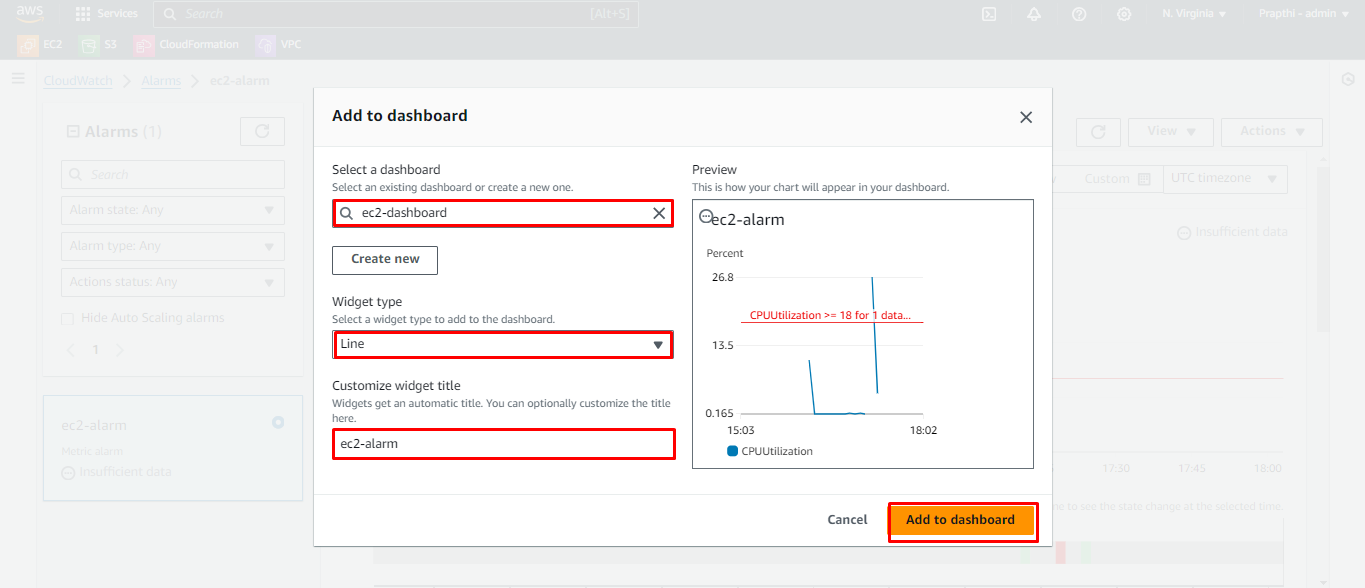 aws
Services
Search
[Alt+S]
N. Virginia
Prapthi - admin
EC2
S3
CloudFormation
VPC
CloudWatch
Alarms
ec2-alarm
Alarms (1)
Search
Alarm state: Any
Alarm type: Any
Actions status: Any
Hide Auto Scaling alarms
1
ec2-alarm
Metric alarm
Insufficient data
View
Actions
Custom
UTC timezone
Insufficient data
17:30
17:45
18:00
ne to see the state change at the selected time.
Add to dashboard
Select a dashboard
Select an existing dashboard or create a new one.
ec2-dashboard
Create new
Widget type
Select a widget type to add to the dashboard.
Line
Customize widget title
Widgets get an automatic title. You can optionally customize the title
here.
ec2-alarm
Preview
This is how your chart will appear in your dashboard.
ec2-alarm
Percent
26.8
CPUUtilization >= 18 for 1 data...
13.5
0.165
15:03
18:02
CPUUtilization
Cancel
Add to dashboard